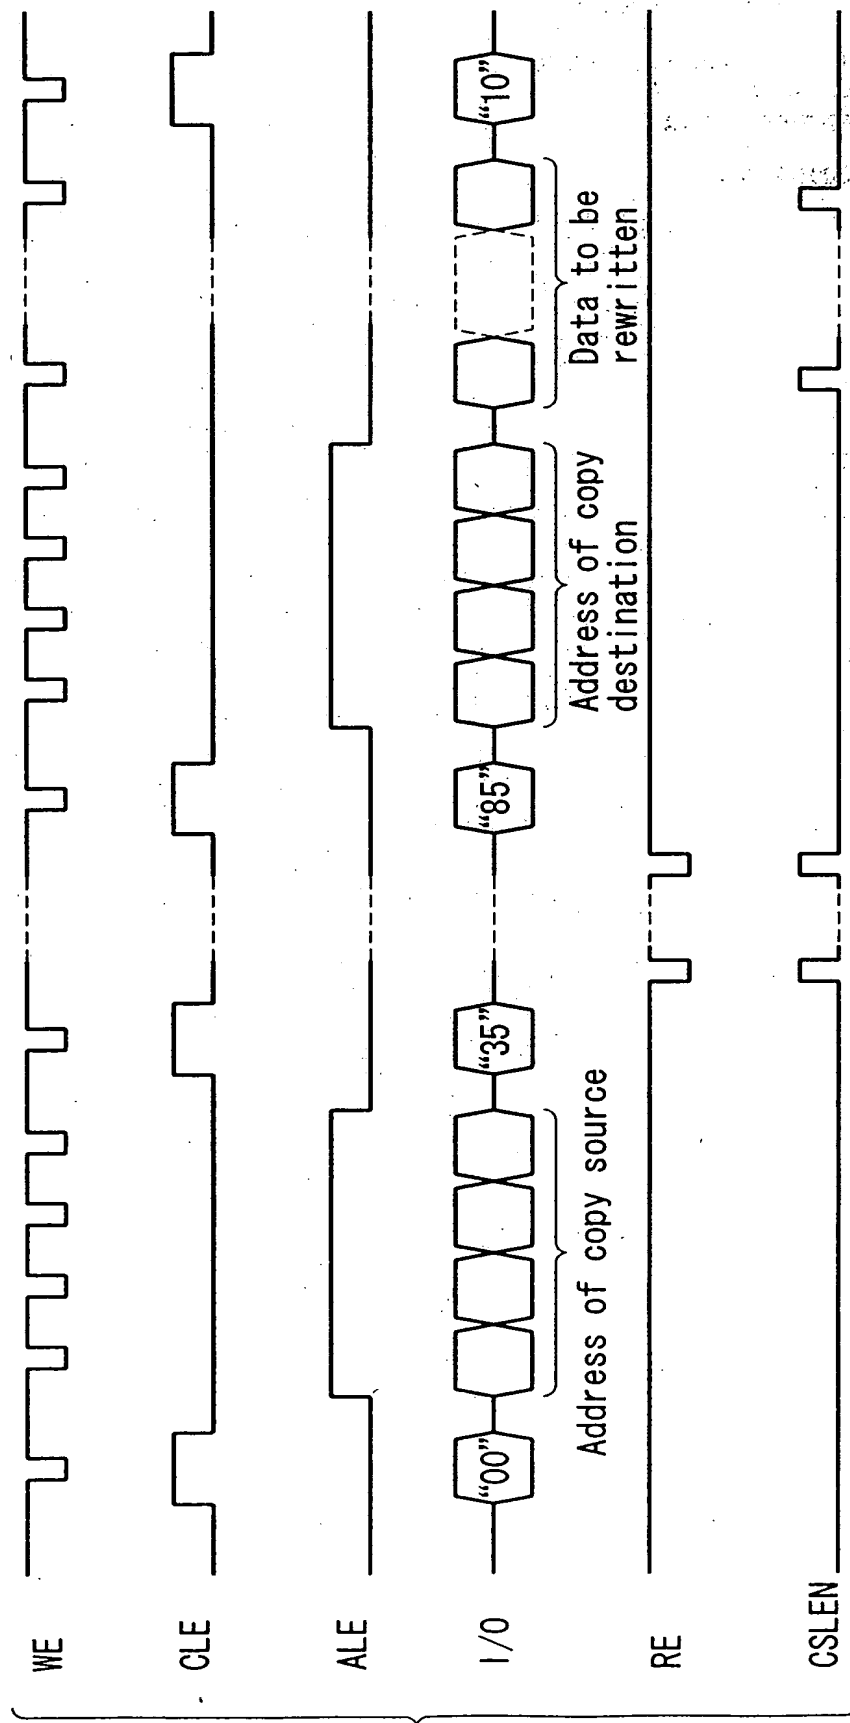 WE
CLE
ALE
I/O
“00”
“35”
“85”
“10”
Address of copy source
Address of copy
destination
Data to be
rewritten
RE
CSLEN